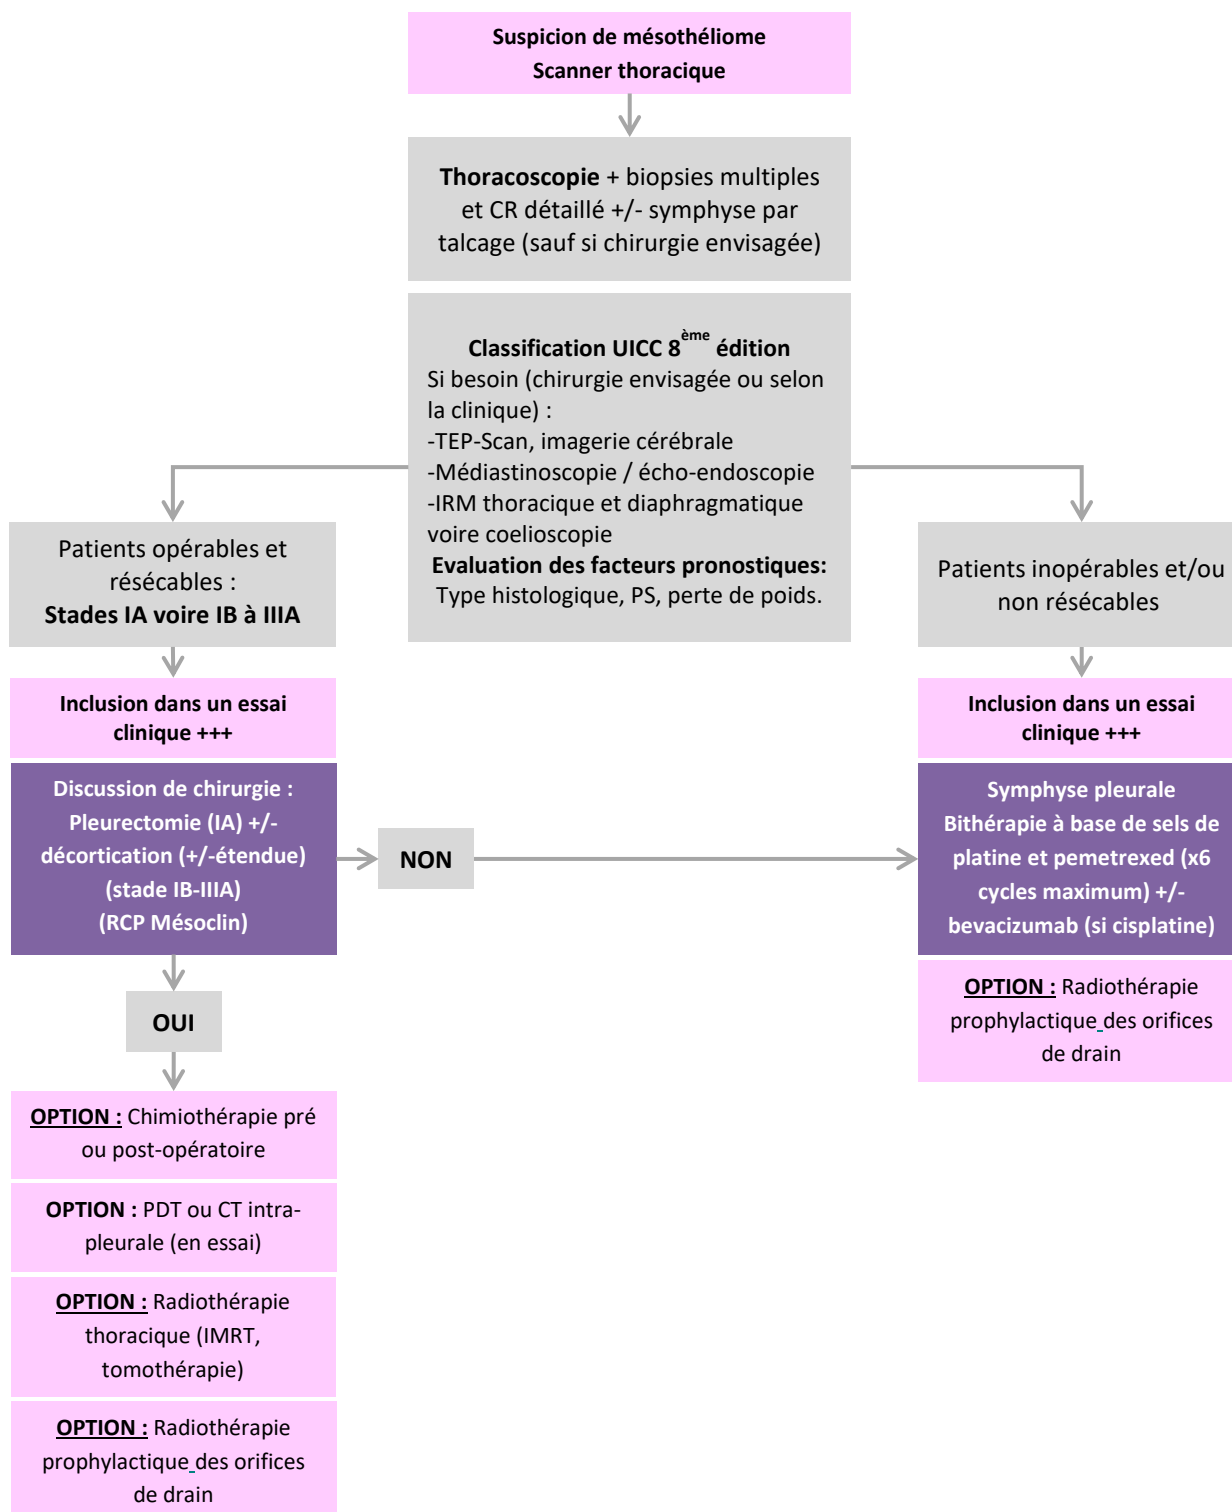 Suspicion de mésothéliome
Scanner thoracique
Thoracoscopie + biopsies multiples
et CR détaillé +/- symphyse par
talcage (sauf si chirurgie envisagée)
Classification UICC 8ème édition
Si besoin (chirurgie envisagée ou selon
la clinique) :
-TEP-Scan, imagerie cérébrale
-Médiastinoscopie / écho-endoscopie
-IRM thoracique et diaphragmatique
voire coelioscopie
Evaluation des facteurs pronostiques:
Type histologique, PS, perte de poids.
Patients opérables et
résécables :
Stades IA voire IB à IIIA
Inclusion dans un essai
clinique +++
Discussion de chirurgie :
Pleurectomie (IA) +/-
décortication (+/-étendue)
(stade IB-IIIA)
(RCP Mésoclin)
NON
OUI
OPTION : Chimiothérapie pré
ou post-opératoire
OPTION : PDT ou CT intra-
pleurale (en essai)
OPTION : Radiothérapie
thoracique (IMRT,
tomothérapie)
OPTION : Radiothérapie
prophylactique des orifices
de drain
Patients inopérables et/ou
non résécables
Inclusion dans un essai
clinique +++
Symphyse pleurale
Bithérapie à base de sels de
platine et pemetrexed (x6
cycles maximum) +/-
bevacizumab (si cisplatine)
OPTION : Radiothérapie
prophylactique des orifices
de drain